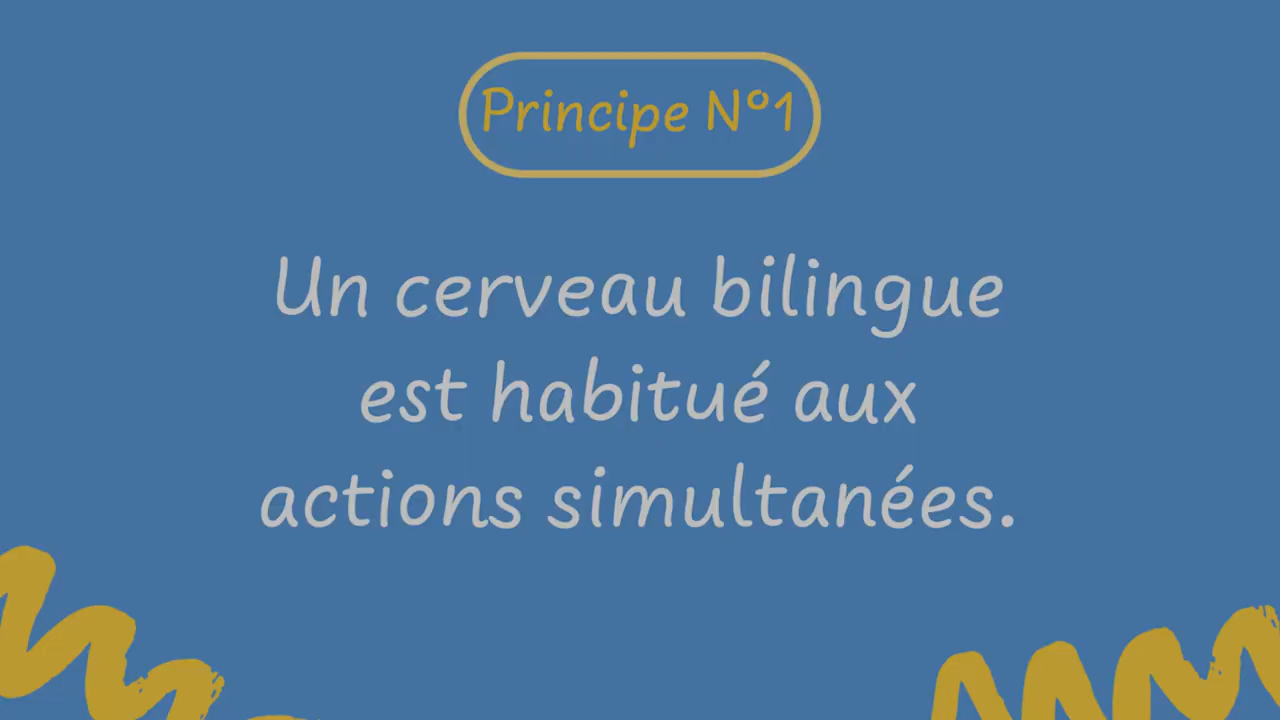 Principe N°1
Un cerveau bilingue
est habitué aux
actions simultanées.